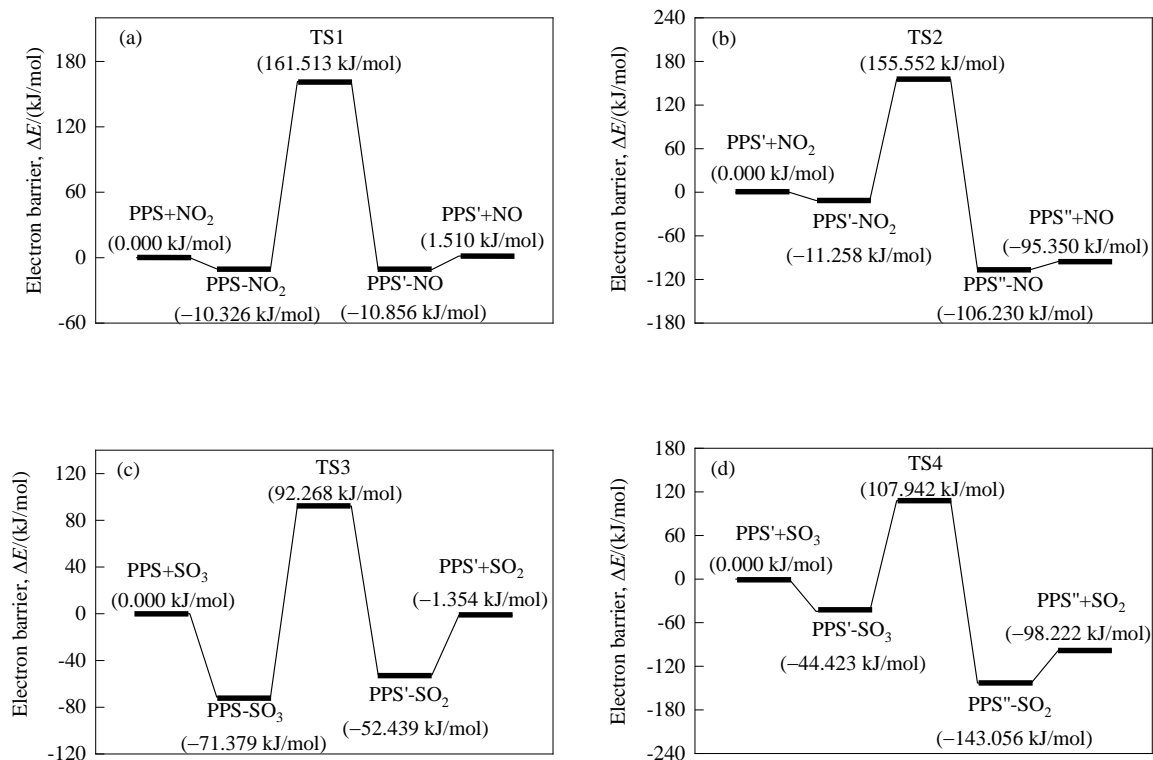 (a)
TS1
(161.513 kJ/mol)
180
120
60
0
-60
Electron barrier, ΔE/(kJ/mol)
PPS+NO₂
(0.000 kJ/mol)
PPS-NO₂
(−10.326 kJ/mol)
PPS'-NO
(−10.856 kJ/mol)
PPS'+NO
(1.510 kJ/mol)
(b)
TS2
(155.552 kJ/mol)
240
180
120
60
0
-60
-120
-180
Electron barrier, ΔE/(kJ/mol)
PPS'+NO₂
(0.000 kJ/mol)
PPS'-NO₂
(−11.258 kJ/mol)
PPS"-NO
(−106.230 kJ/mol)
PPS"+NO
(−95.350 kJ/mol)
(c)
TS3
(92.268 kJ/mol)
120
80
40
0
-40
-80
-120
Electron barrier, ΔE/(kJ/mol)
PPS+SO₃
(0.000 kJ/mol)
PPS-SO₃
(−71.379 kJ/mol)
PPS'-SO₂
(−52.439 kJ/mol)
PPS'+SO₂
(−1.354 kJ/mol)
(d)
TS4
(107.942 kJ/mol)
180
120
60
0
-60
-120
-180
-240
Electron barrier, ΔE/(kJ/mol)
PPS'+SO₃
(0.000 kJ/mol)
PPS'-SO₃
(−44.423 kJ/mol)
PPS"-SO₂
(−143.056 kJ/mol)
PPS"+SO₂
(−98.222 kJ/mol)